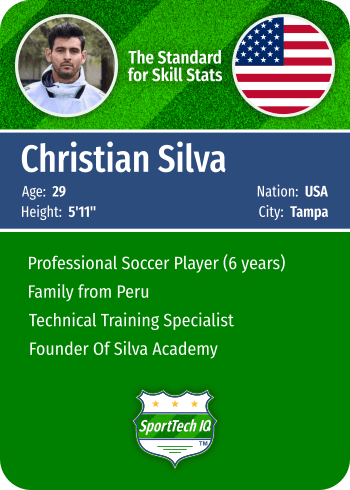 The Standard
for Skill Stats
Christian Silva
Age: 29
Nation: USA
Height: 5'11"
City: Tampa
Professional Soccer Player (6 years)
Family from Peru
Technical Training Specialist
Founder Of Silva Academy
SportTech IQ
TM